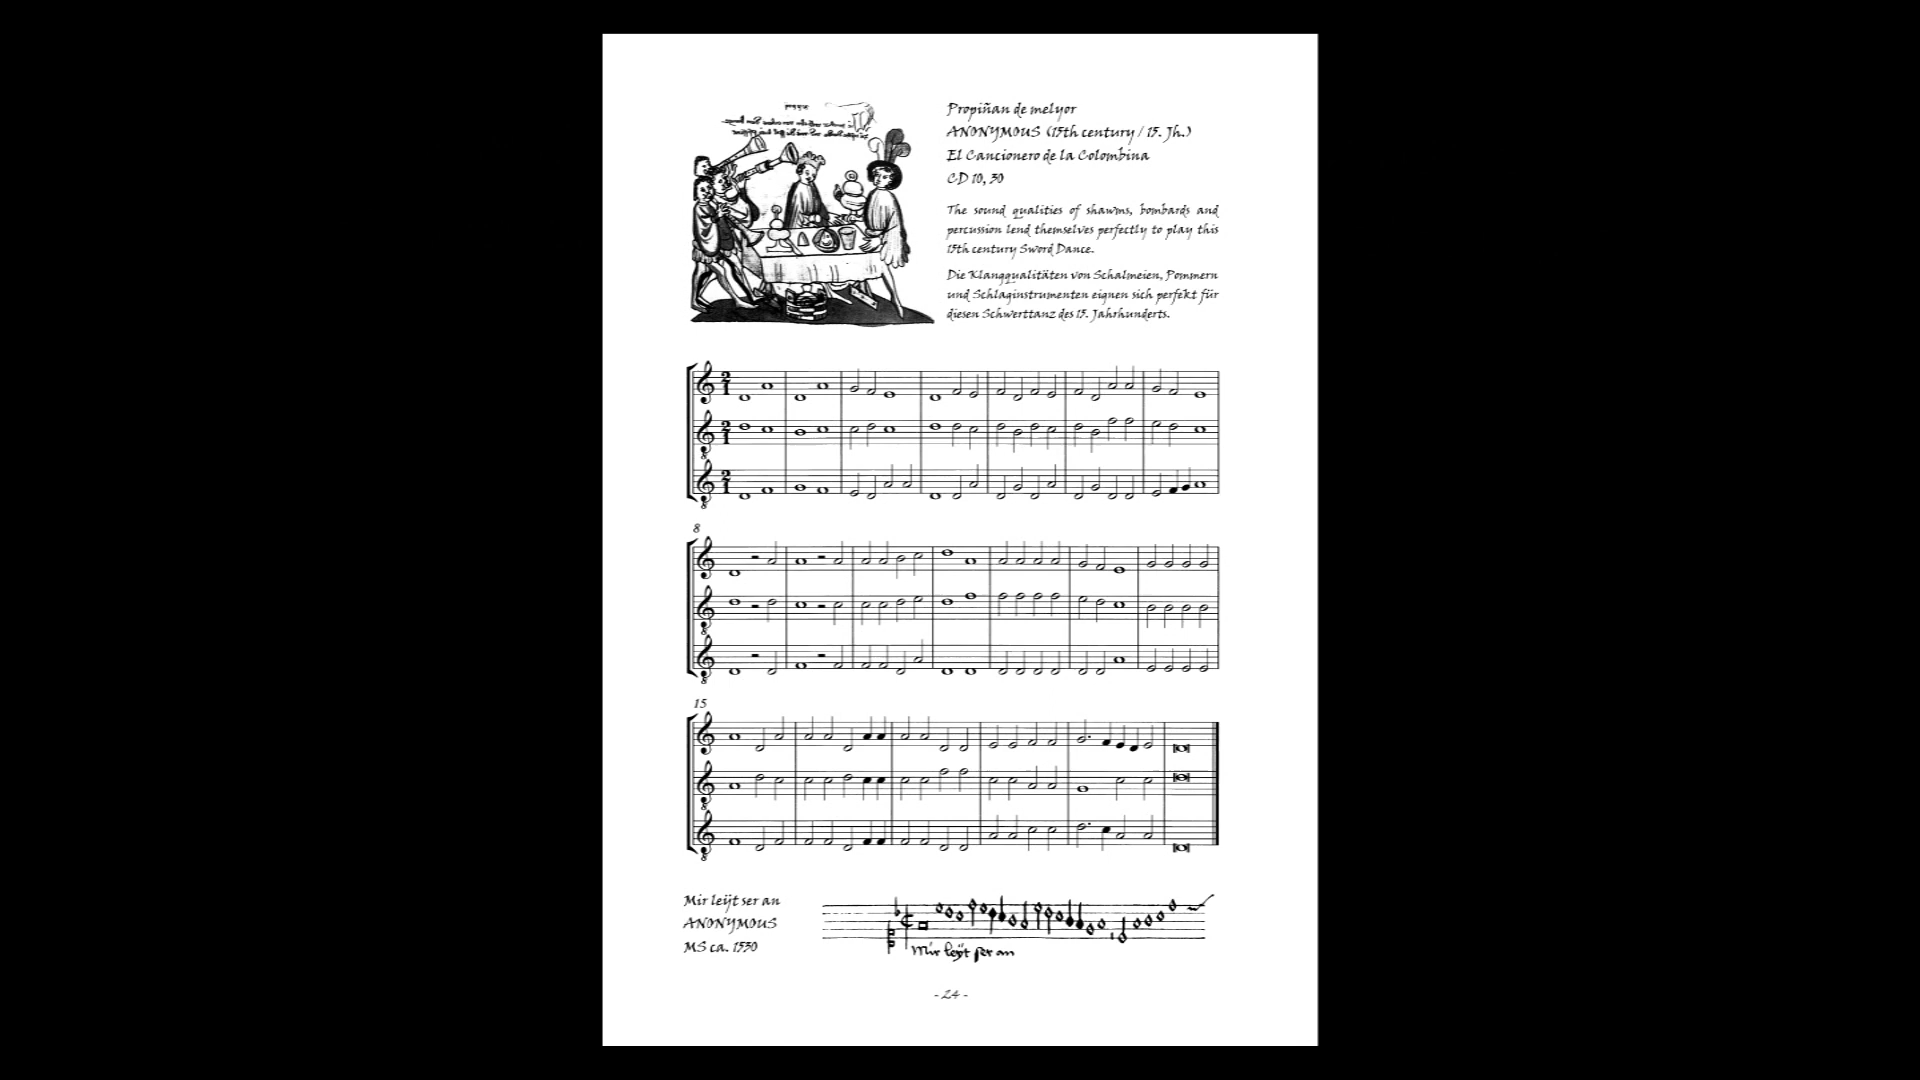 Propiñan de melyor
ANONYMOUS (15th century / 15. Jh.)
El Cancionero de la Colombina
CD 10, 30
The sound qualities of shawms, bombards and
percussion lend themselves perfectly to play this
15th century Sword Dance.
Die Klangqualitäten von Schalmeien, Pommern
und Schlaginstrumenten eignen sich perfekt für
diesen Schwerttanz des 15. Jahrhunderts.
8
15
Mir leÿt ser an
ANONYMOUS
MS ca. 1530
Mir leÿt ser an
- 24 -